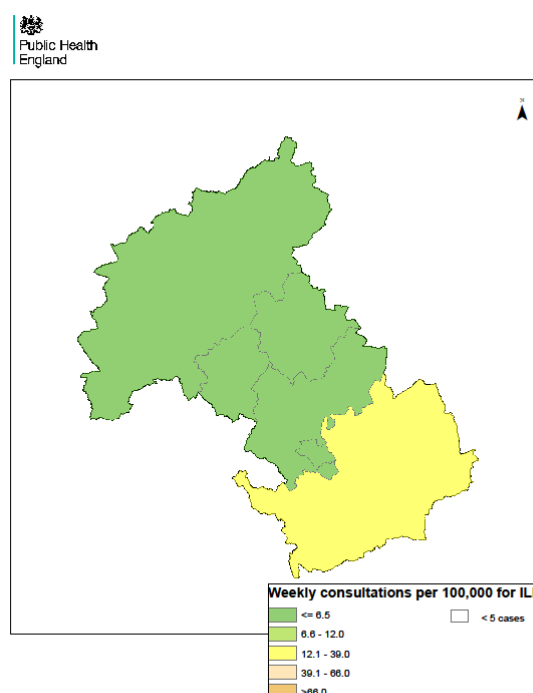 Public Health
England
N
Weekly consultations per 100,000 for IL
<= 6.5
< 5 cases
6.6 - 12.0
12.1 - 39.0
39.1 - 66.0
>66.0